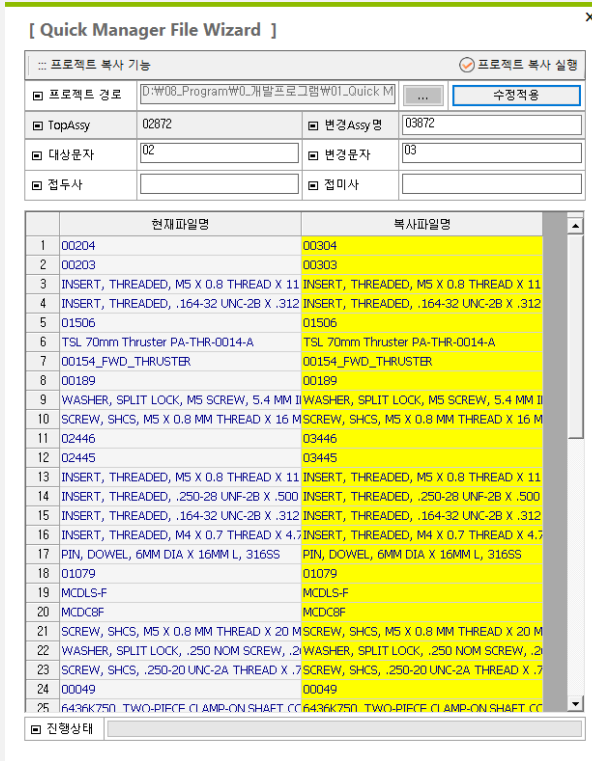 [ Quick Manager File Wizard ]
::: 프로젝트 복사 기능 프로젝트 복사 실행
프로젝트 경로 D:₩08_Program₩0_개발프로그램₩01_Quick M ... 수정적용
TopAssy 02872 변경Assy명 03872
대상문자 02 변경문자 03
접두사 접미사
현재파일명 복사파일명
1 00204 00304
2 00203 00303
3 INSERT, THREADED, M5 X 0.8 THREAD X 11 INSERT, THREADED, M5 X 0.8 THREAD X 11
4 INSERT, THREADED, .164-32 UNC-2B X .312 INSERT, THREADED, .164-32 UNC-2B X .312
5 01506 01506
6 TSL 70mm Thruster PA-THR-0014-A TSL 70mm Thruster PA-THR-0014-A
7 00154_FWD_THRUSTER 00154_FWD_THRUSTER
8 00189 00189
9 WASHER, SPLIT LOCK, M5 SCREW, 5.4 MM I WASHER, SPLIT LOCK, M5 SCREW, 5.4 MM I
10 SCREW, SHCS, M5 X 0.8 MM THREAD X 16 M SCREW, SHCS, M5 X 0.8 MM THREAD X 16 M
11 02446 03446
12 02445 03445
13 INSERT, THREADED, M5 X 0.8 THREAD X 11 INSERT, THREADED, M5 X 0.8 THREAD X 11
14 INSERT, THREADED, .250-28 UNF-2B X .500 INSERT, THREADED, .250-28 UNF-2B X .500
15 INSERT, THREADED, .164-32 UNC-2B X .312 INSERT, THREADED, .164-32 UNC-2B X .312
16 INSERT, THREADED, M4 X 0.7 THREAD X 4.7 INSERT, THREADED, M4 X 0.7 THREAD X 4.7
17 PIN, DOWEL, 6MM DIA X 16MM L, 316SS PIN, DOWEL, 6MM DIA X 16MM L, 316SS
18 01079 01079
19 MCDLS-F MCDLS-F
20 MCDC8F MCDC8F
21 SCREW, SHCS, M5 X 0.8 MM THREAD X 20 M SCREW, SHCS, M5 X 0.8 MM THREAD X 20 M
22 WASHER, SPLIT LOCK, .250 NOM SCREW, .2 WASHER, SPLIT LOCK, .250 NOM SCREW, .2
23 SCREW, SHCS, .250-20 UNC-2A THREAD X .7 SCREW, SHCS, .250-20 UNC-2A THREAD X .7
24 00049 00049
25 6436K750_TWO-PIECE CLAMP-ON SHAFT CO 6436K750_TWO-PIECE CLAMP-ON SHAFT CO
진행상태